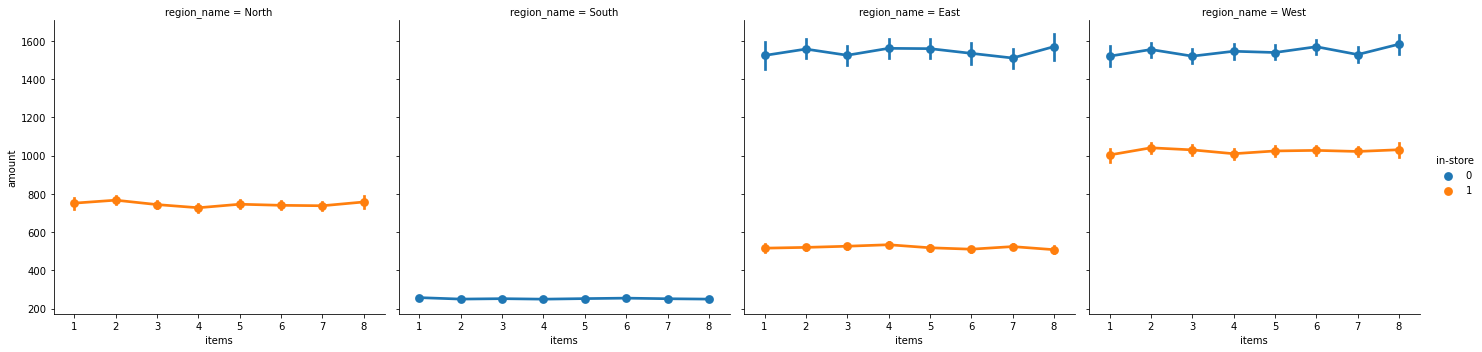 region_name = North
region_name = South
region_name = East
region_name = West
1600
1400
1200
1000
800
600
400
200
amount
1 2 3 4 5 6 7 8
items
1 2 3 4 5 6 7 8
items
1 2 3 4 5 6 7 8
items
1 2 3 4 5 6 7 8
items
in-store
0
1